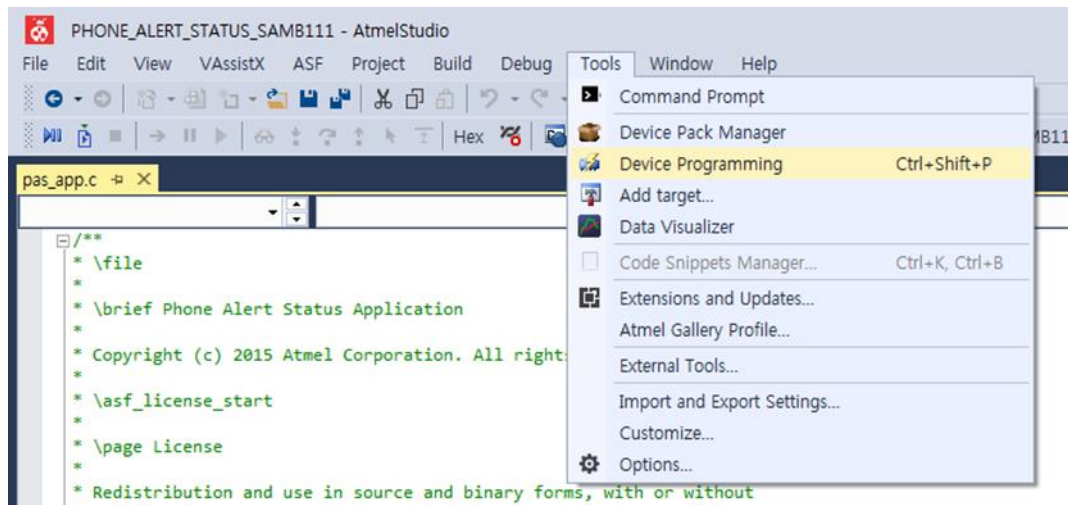 PHONE_ALERT_STATUS_SAMB111 - AtmelStudio
File Edit View VAssistX ASF Project Build Debug Tools Window Help
Hex
pas_app.c
Command Prompt
Device Pack Manager
Device Programming Ctrl+Shift+P
Add target...
Data Visualizer
Code Snippets Manager... Ctrl+K, Ctrl+B
Extensions and Updates...
Atmel Gallery Profile...
External Tools...
Import and Export Settings...
Customize...
Options...
/**
* \file
*
* \brief Phone Alert Status Application
*
* Copyright (c) 2015 Atmel Corporation. All right
*
* \asf_license_start
*
* \page License
*
* Redistribution and use in source and binary forms, with or without